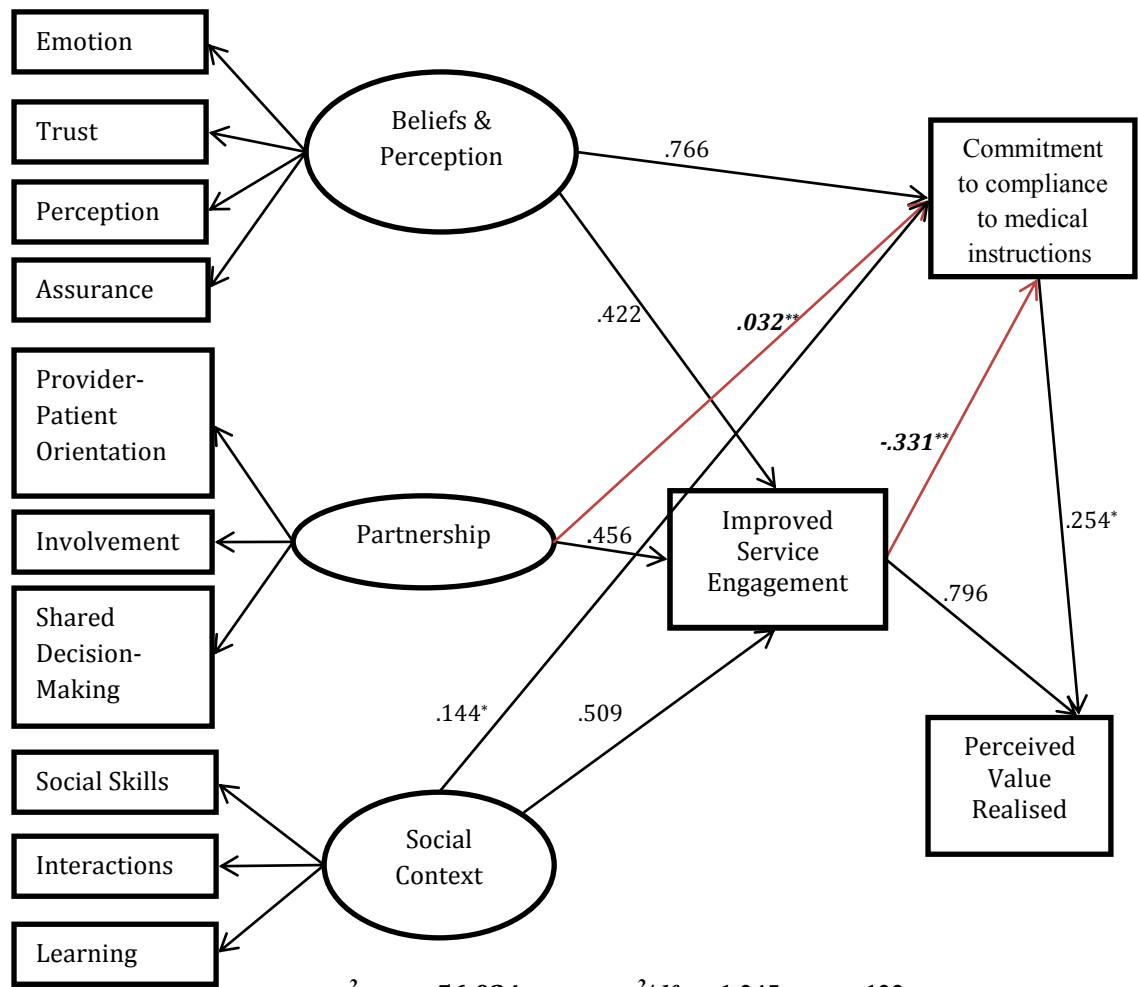 Emotion
Trust
Perception
Assurance
Provider-
Patient
Orientation
Involvement
Shared
Decision-
Making
Social Skills
Interactions
Learning
Beliefs &
Perception
Partnership
Social
Context
.766
.422
.032**
.456
.144*
.509
Improved
Service
Engagement
-.331**
.796
.254*
Commitment
to compliance
to medical
instructions
Perceived
Value
Realised